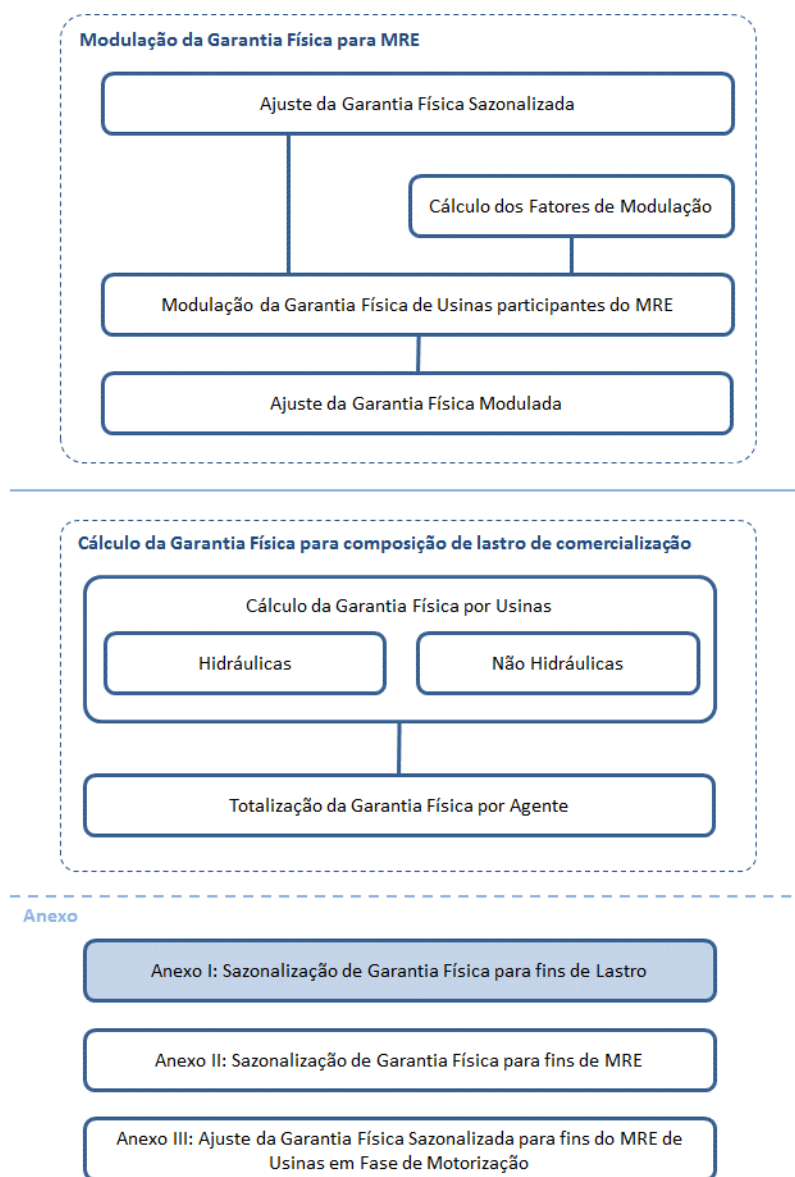 Modulação da Garantia Física para MRE
Ajuste da Garantia Física Sazonalizada
Cálculo dos Fatores de Modulação
Modulação da Garantia Física de Usinas participantes do MRE
Ajuste da Garantia Física Modulada
Cálculo da Garantia Física para composição de lastro de comercialização
Cálculo da Garantia Física por Usinas
Hidráulicas
Não Hidráulicas
Totalização da Garantia Física por Agente
Anexo
Anexo I: Sazonalização de Garantia Física para fins de Lastro
Anexo II: Sazonalização de Garantia Física para fins de MRE
Anexo III: Ajuste da Garantia Física Sazonalizada para fins do MRE de
Usinas em Fase de Motorização